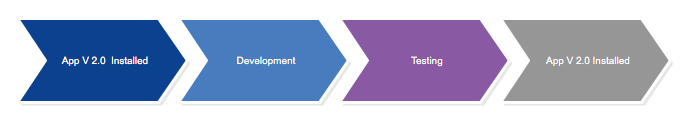 App V 2.0  Installed
Development
Testing
App V 2.0 Installed